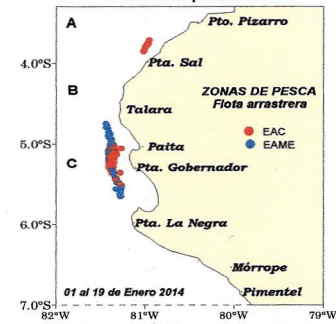 A
Pto. Pizarro
4.0°S
Pta. Sal
B
ZONAS DE PESCA
Flota arrastrera
Talara
EAC
EAME
5.0°S
Paita
C
Pta. Gobernador
6.0°S
Pta. La Negra
Mórrope
01 al 19 de Enero 2014
Pimentel
7.0°S
82°W
81°W
80°W
79°W